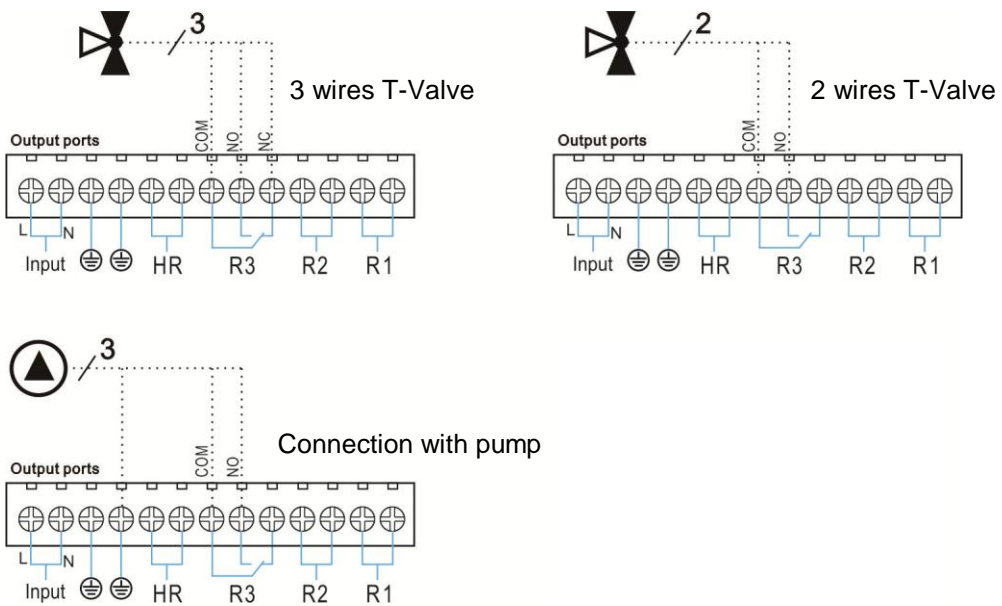 3
3 wires T-Valve
Output ports
COM
NO
NC
L N
Input HR R3 R2 R1
2
2 wires T-Valve
Output ports
COM
NO
L N
Input HR R3 R2 R1
3
Connection with pump
Output ports
COM
NO
L N
Input HR R3 R2 R1